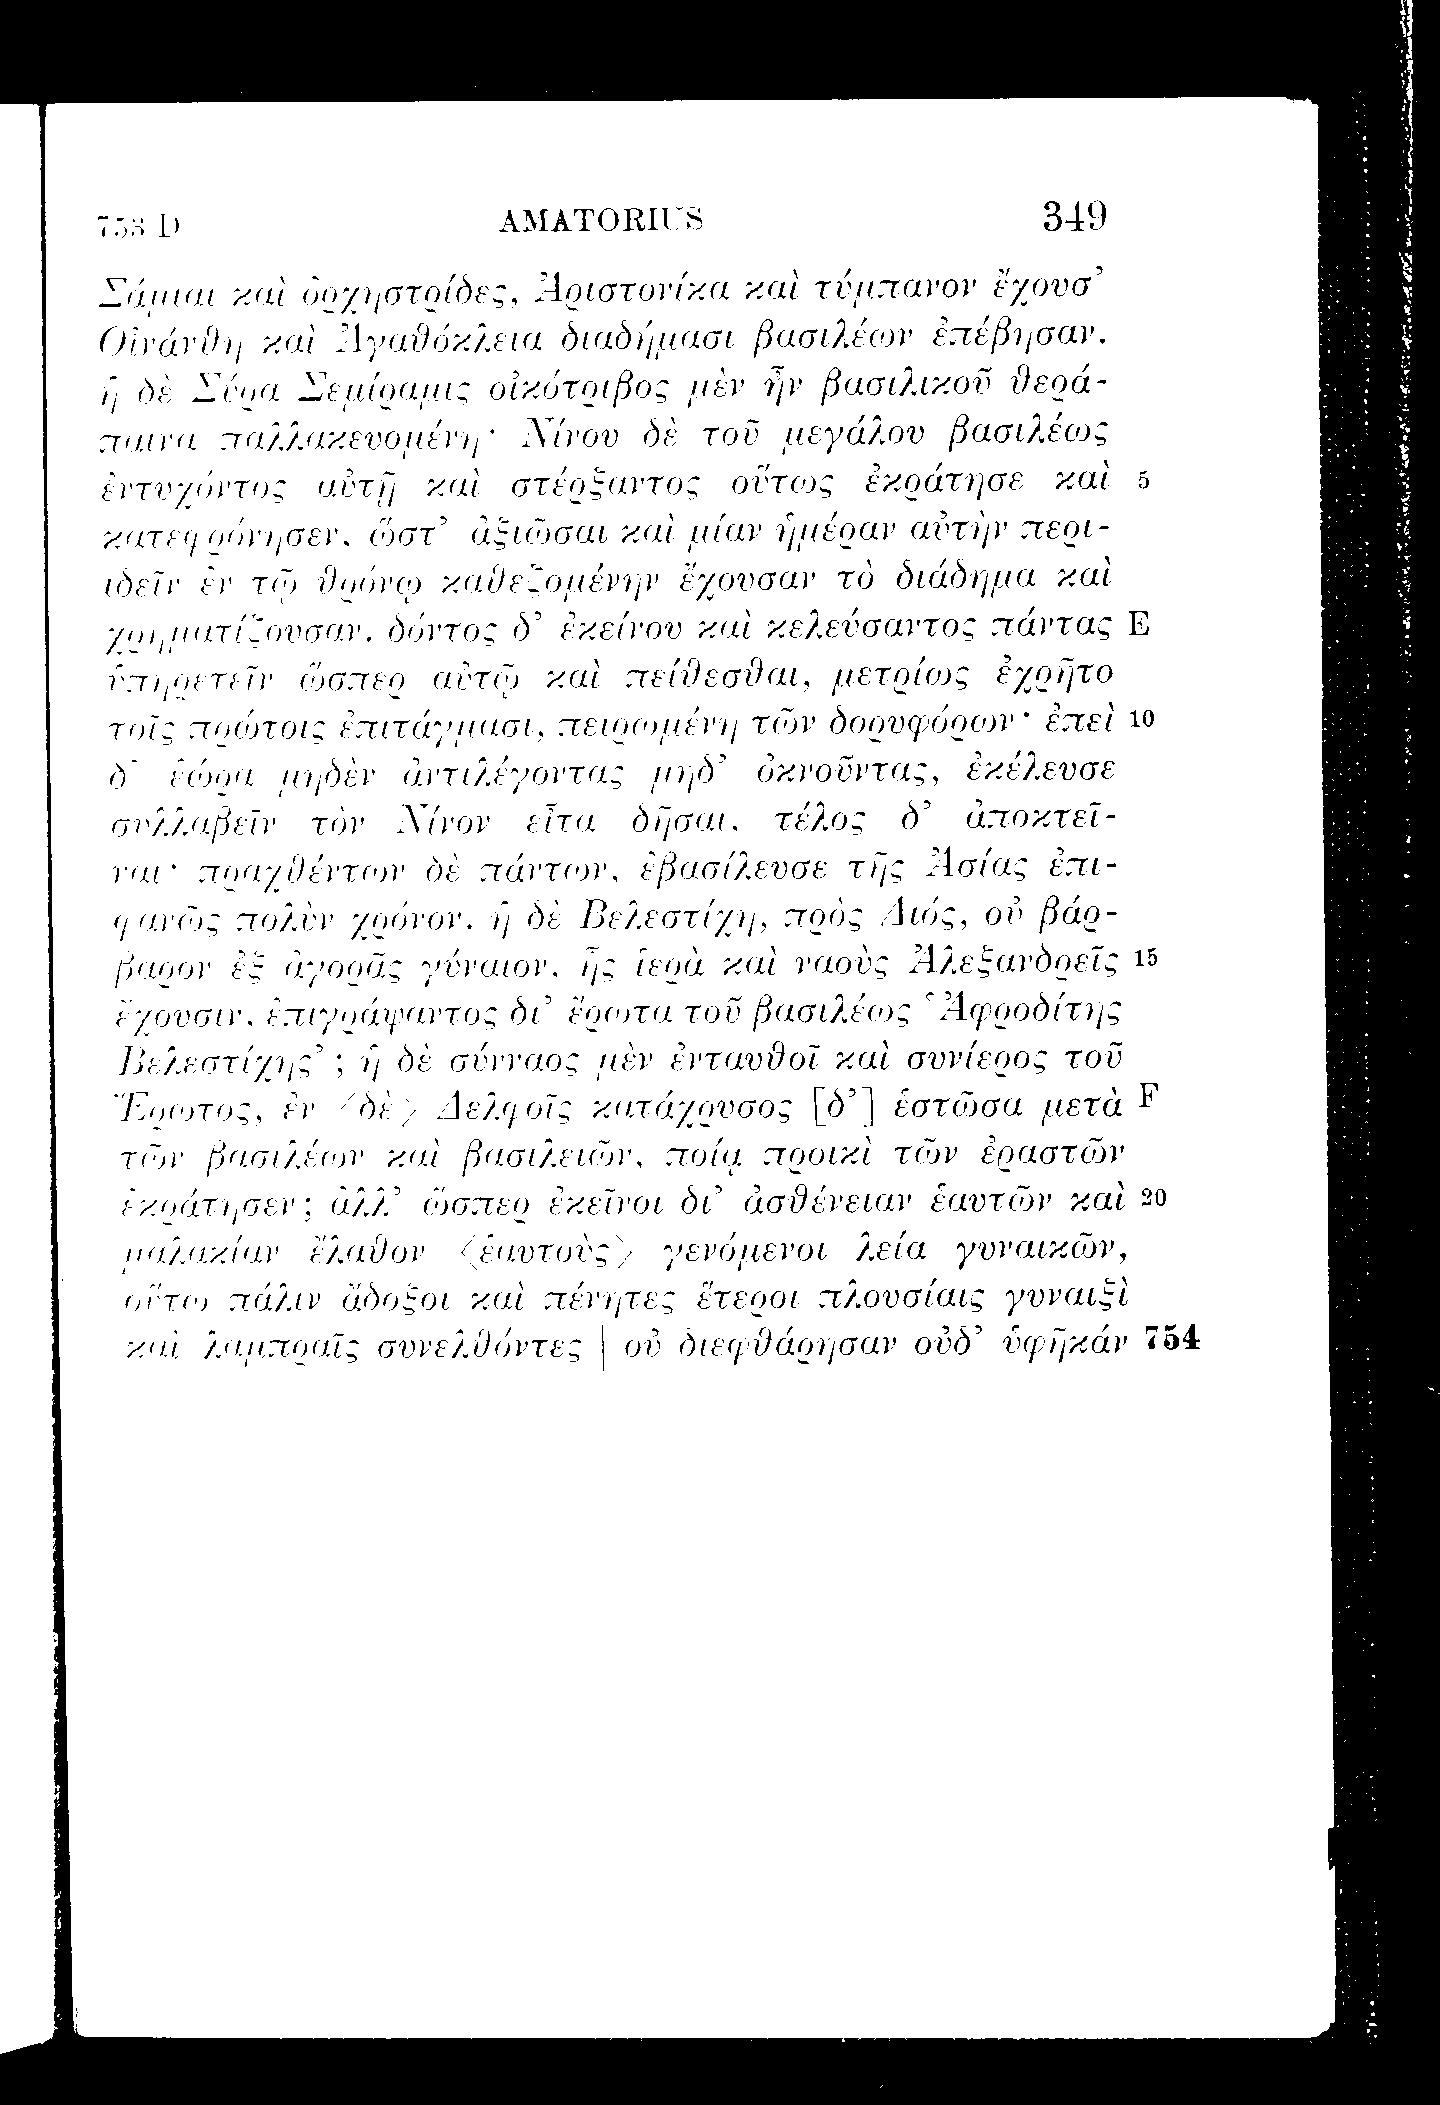 753 D AMATORIUS 349
Σάμιαι καὶ ὀρχηστρίδες, Ἀριστονίκα καὶ τύμπανον ἔχουσ’
Οἰνάνθη καὶ Ἀγαθόκλεια διαδήμασι βασιλέων ἐπέβησαν.
ἡ δὲ Σύρα Σεμίραμις οἰκότριβος μὲν ἦν βασιλικοῦ θερά-
παινα παλλακευομένη· Νίνου δὲ τοῦ μεγάλου βασιλέως
ἐντυχόντος αὐτῇ καὶ στέρξαντος οὕτως ἐκράτησε καὶ 5
κατεφρόνησεν, ὥστ’ ἀξιῶσαι καὶ μίαν ἡμέραν αὐτὴν περι-
ιδεῖν ἐν τῷ θρόνῳ καθεζομένην ἔχουσαν τὸ διάδημα καὶ
χρηματίζουσαν. δόντος δ’ ἐκείνου καὶ κελεύσαντος πάντας E
ὑπηρετεῖν ὥσπερ αὐτῷ καὶ πείθεσθαι, μετρίως ἐχρῆτο
τοῖς πρώτοις ἐπιτάγμασι, πειρωμένη τῶν δορυφόρων· ἐπεὶ 10
δ’ ἑώρα μηδὲν ἀντιλέγοντας μηδ’ ὀκνοῦντας, ἐκέλευσε
συλλαβεῖν τὸν Νίνον εἶτα δῆσαι, τέλος δ’ ἀποκτεῖ-
ναι· πραχθέντων δὲ πάντων, ἐβασίλευσε τῆς Ἀσίας ἐπι-
φανῶς πολὺν χρόνον. ἡ δὲ Βελεστίχη, πρὸς Διός, οὐ βάρ-
βαρον ἐξ ἀγορᾶς γύναιον, ἧς ἱερὰ καὶ ναοὺς Ἀλεξανδρεῖς 15
ἔχουσιν, ἐπιγράψαντος δι’ ἔρωτα τοῦ βασιλέως ‘Ἀφροδίτης
Βελεστίχης’; ἡ δὲ σύνναος μὲν ἐνταυθοῖ καὶ συνίερος τοῦ
Ἔρωτος, ἐν ⟨δὲ⟩ Δελφοῖς κατάχρυσος [δ’] ἑστῶσα μετὰ F
τῶν βασιλέων καὶ βασιλειῶν, ποίᾳ προικὶ τῶν ἐραστῶν
ἐκράτησεν; ἀλλ’ ὥσπερ ἐκεῖνοι δι’ ἀσθένειαν ἑαυτῶν καὶ 20
μαλακίαν ἔλαθον ⟨ἑαυτοὺς⟩ γενόμενοι λεία γυναικῶν,
οὕτω πάλιν ἄδοξοι καὶ πένητες ἕτεροι πλουσίαις γυναιξὶ
καὶ λαμπραῖς συνελθόντες | οὐ διεφθάρησαν οὐδ’ ὑφῆκάν 754